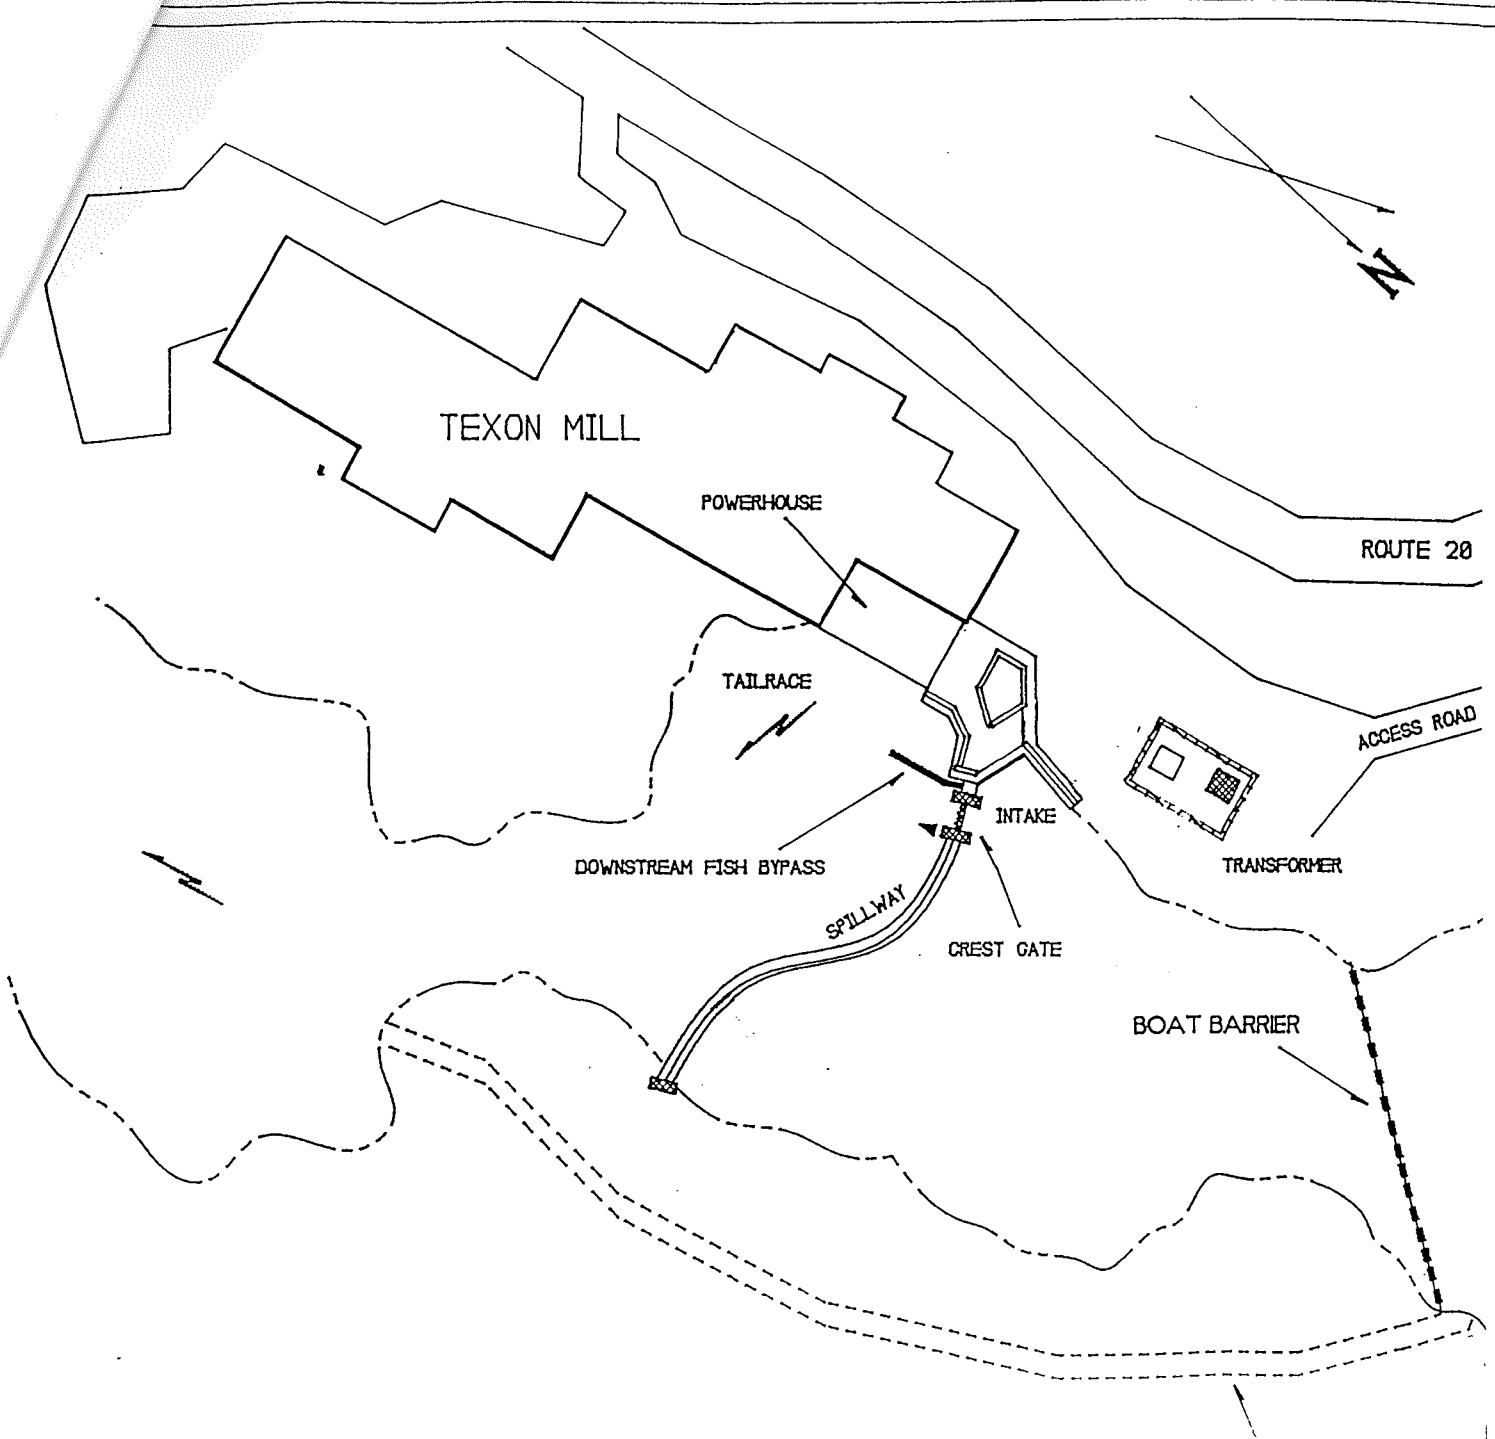 N
TEXON MILL
POWERHOUSE
ROUTE 20
TAILRACE
ACCESS ROAD
INTAKE
DOWNSTREAM FISH BYPASS
TRANSFORMER
SPILLWAY
CREST GATE
BOAT BARRIER